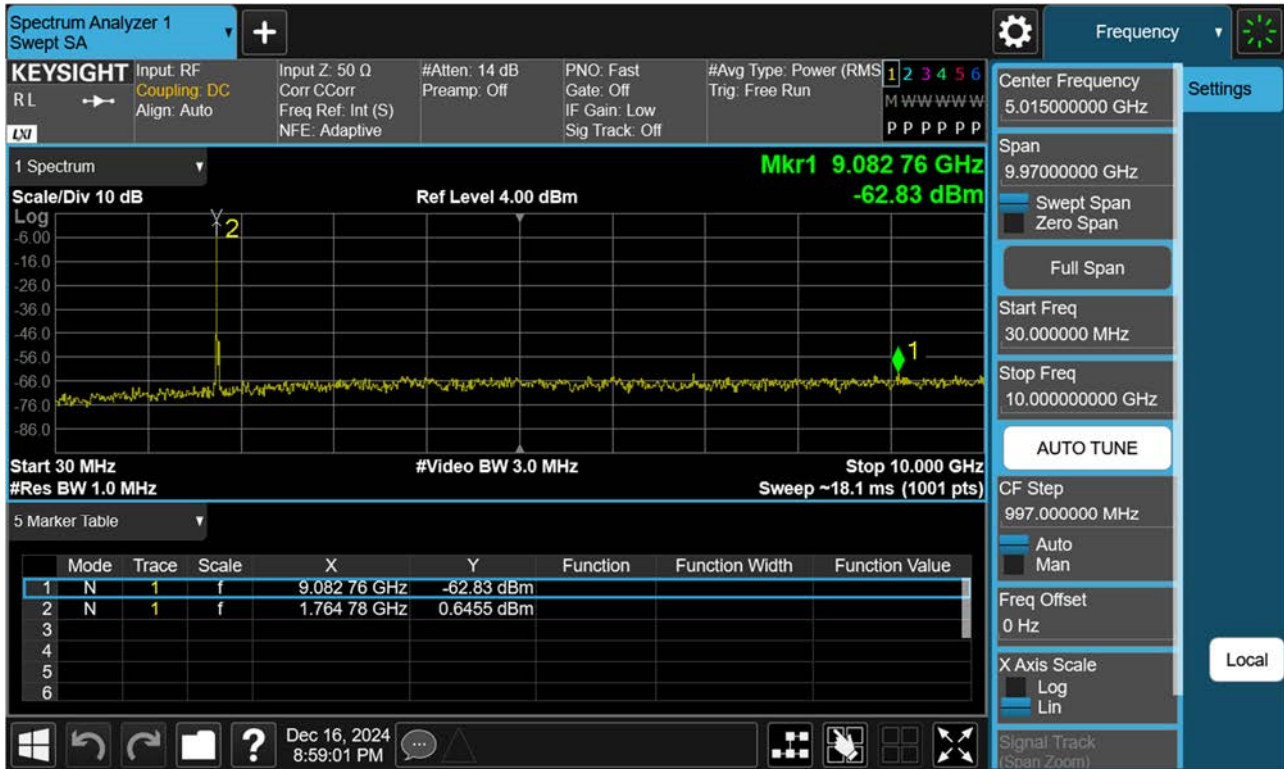 Spectrum Analyzer 1
Swept SA
+
Frequency
KEYSIGHT
RL
LXI
Input: RF
Coupling: DC
Align: Auto
Input Z: 50 Ω
Corr CCorr
Freq Ref: Int (S)
NFE: Adaptive
#Atten: 14 dB
Preamp: Off
PNO: Fast
Gate: Off
IF Gain: Low
Sig Track: Off
#Avg Type: Power (RMS
Trig: Free Run
1 2 3 4 5 6
M W W W W W
P P P P P P
1 Spectrum
Mkr1 9.082 76 GHz
-62.83 dBm
Scale/Div 10 dB
Ref Level 4.00 dBm
Log
-6.00
-16.0
-26.0
-36.0
-46.0
-56.0
-66.0
-76.0
-86.0
2
1
Start 30 MHz
#Video BW 3.0 MHz
Stop 10.000 GHz
#Res BW 1.0 MHz
Sweep ~18.1 ms (1001 pts)
5 Marker Table
Mode Trace Scale X Y Function Function Width Function Value
1 N 1 f 9.082 76 GHz -62.83 dBm
2 N 1 f 1.764 78 GHz 0.6455 dBm
3
4
5
6
?
Dec 16, 2024
8:59:01 PM
Center Frequency
5.015000000 GHz
Span
9.97000000 GHz
Swept Span
Zero Span
Full Span
Start Freq
30.000000 MHz
Stop Freq
10.000000000 GHz
AUTO TUNE
CF Step
997.000000 MHz
Auto
Man
Freq Offset
0 Hz
X Axis Scale
Log
Lin
Signal Track
(Span Zoom)
Settings
Local